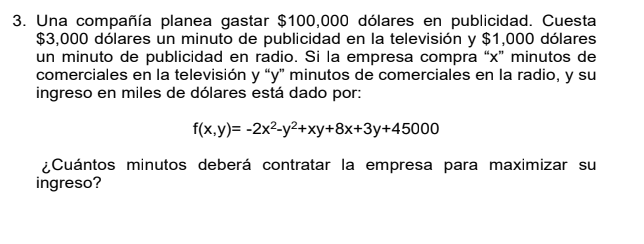 3. Una compañía planea gastar $100,000 dólares en publicidad. Cuesta
$3,000 dólares un minuto de publicidad en la televisión y $1,000 dólares
un minuto de publicidad en radio. Si la empresa compra “x” minutos de
comerciales en la televisión y “y” minutos de comerciales en la radio, y su
ingreso en miles de dólares está dado por:
f(x,y)= -2x²-y²+xy+8x+3y+45000
¿Cuántos minutos deberá contratar la empresa para maximizar su
ingreso?